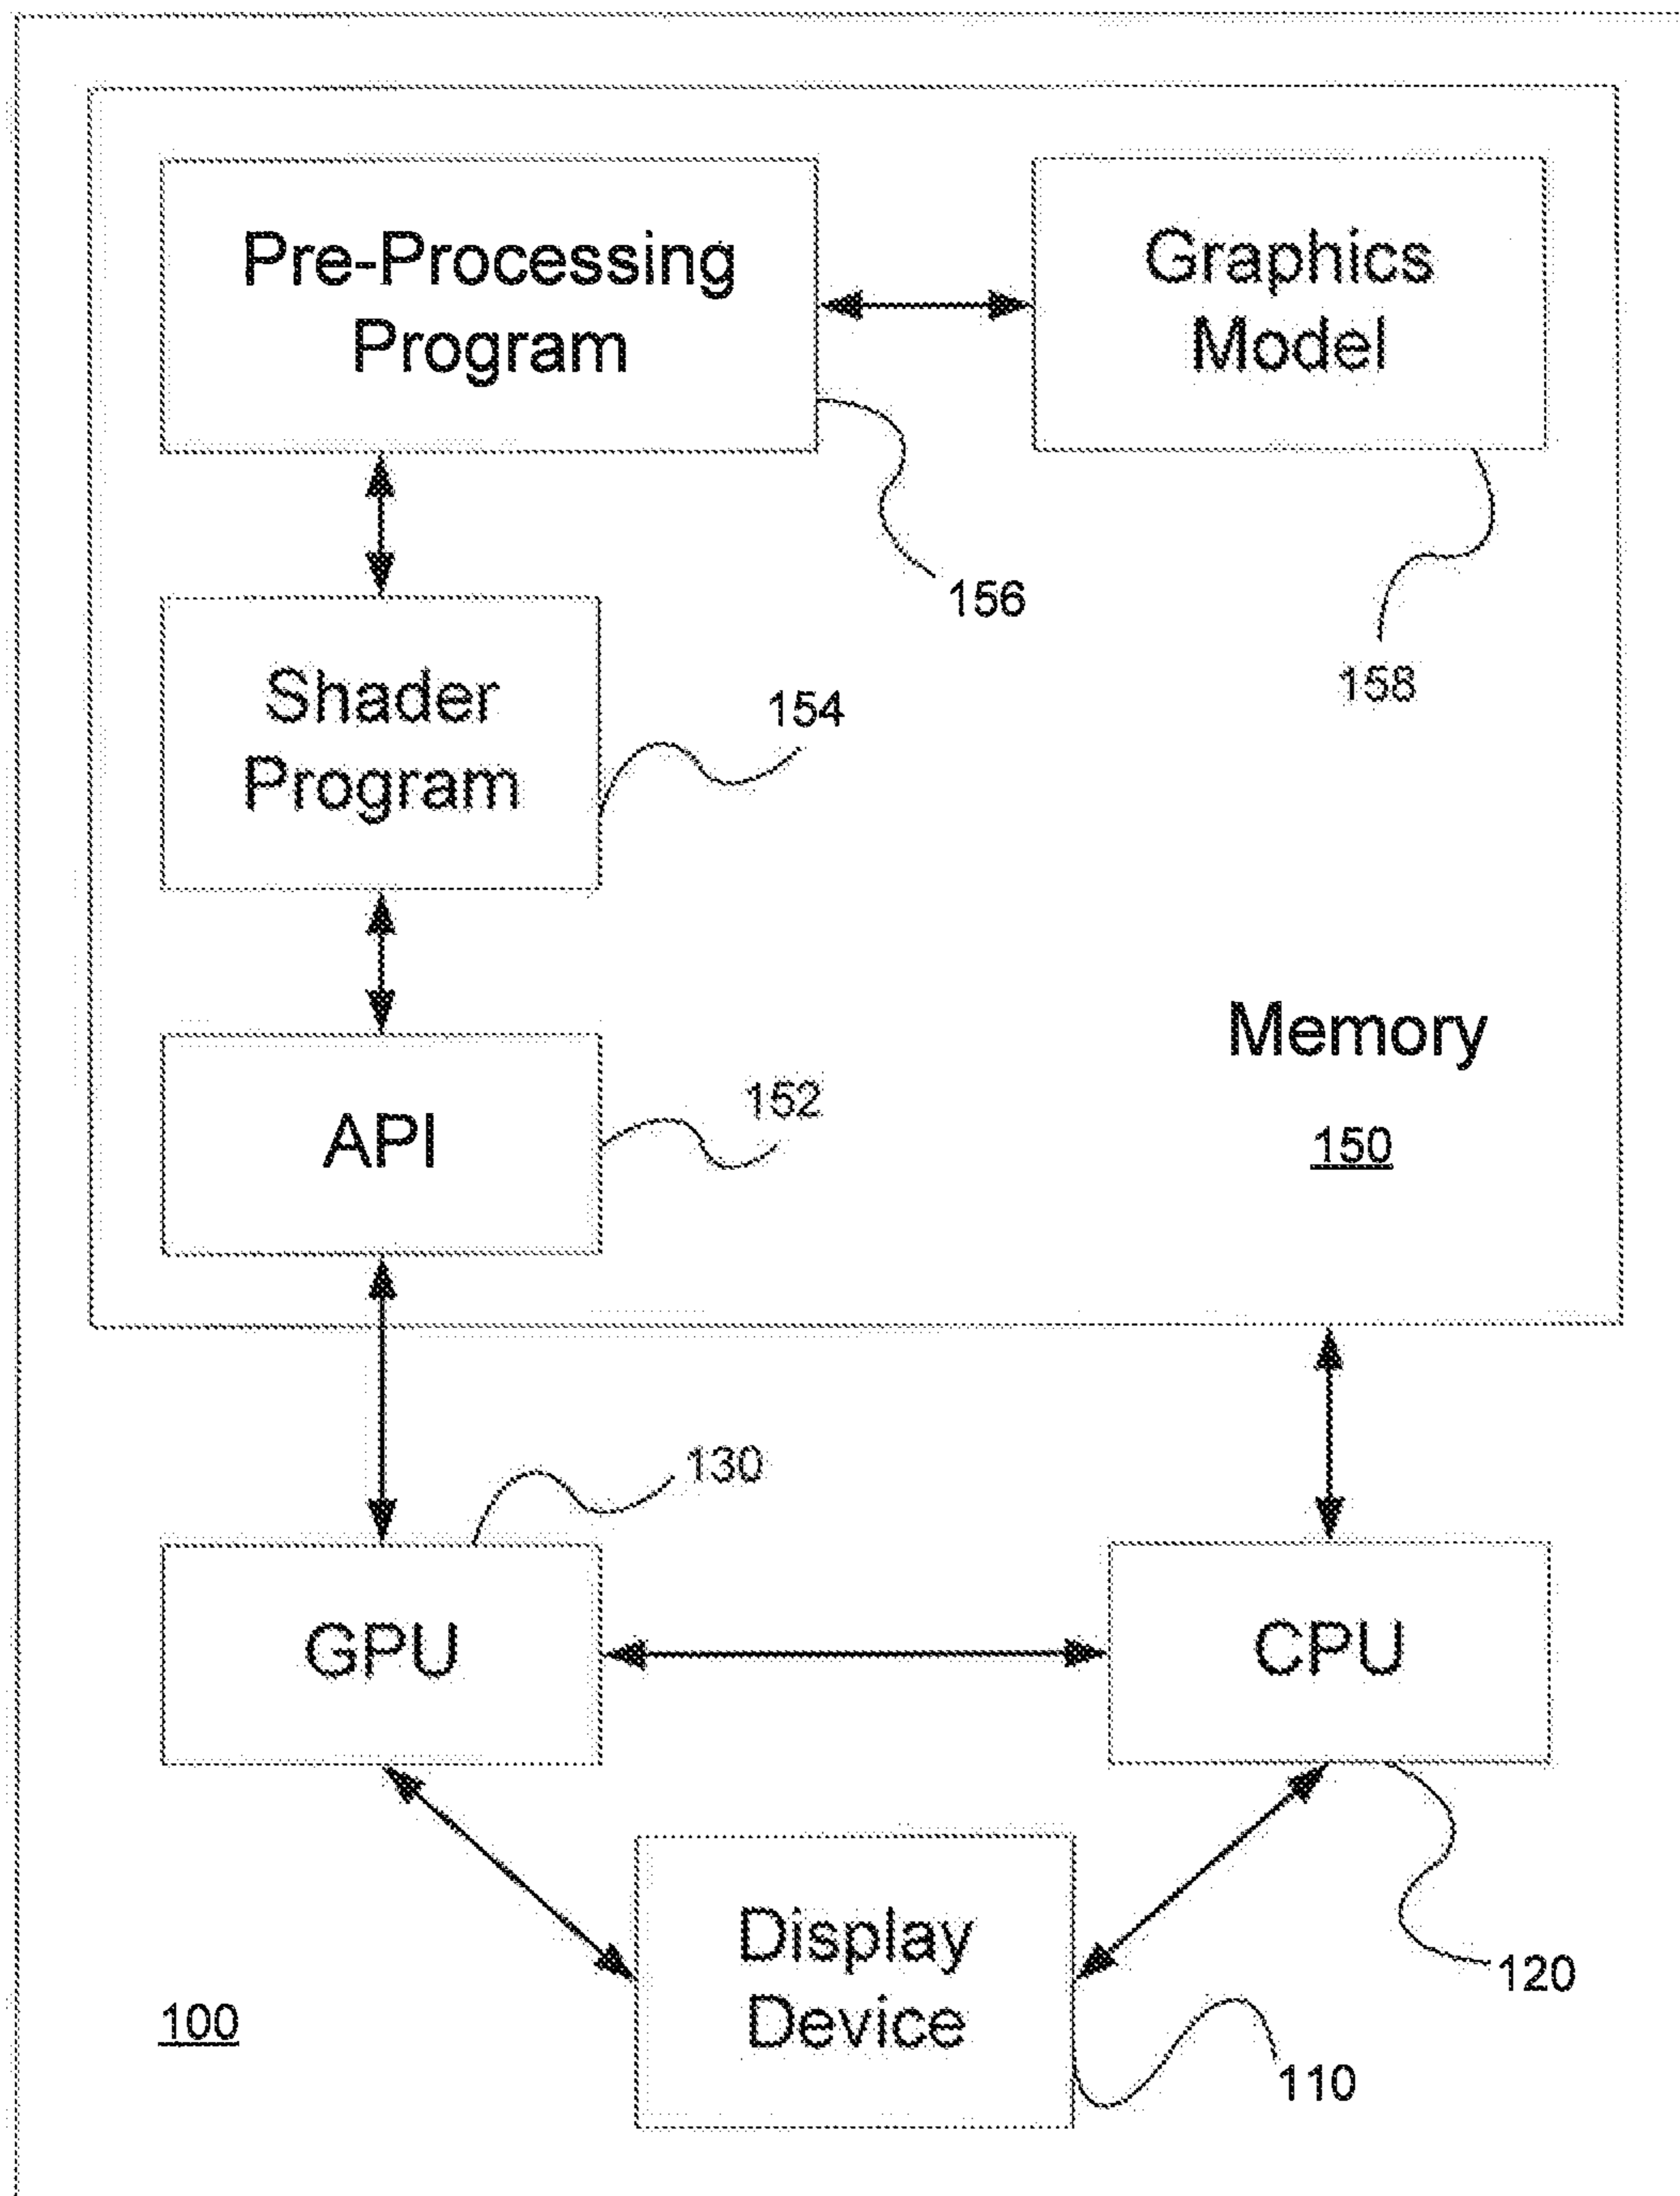 Pre-Processing
Program
Graphics
Model
156
158
Shader
Program
154
Memory
150
API
152
130
GPU
CPU
Display
Device
120
100
110